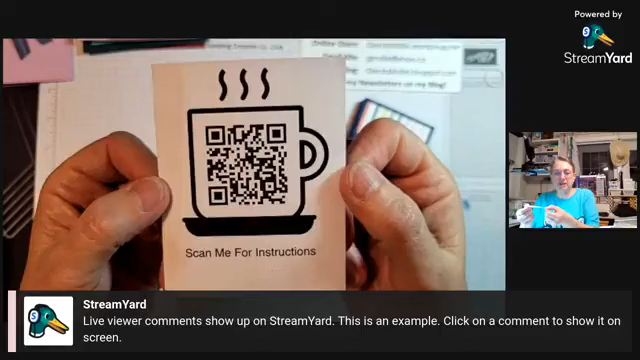 Powered by
StreamYard
Scan Me For Instructions
StreamYard
Live viewer comments show up on StreamYard. This is an example. Click on a comment to show it on
screen.